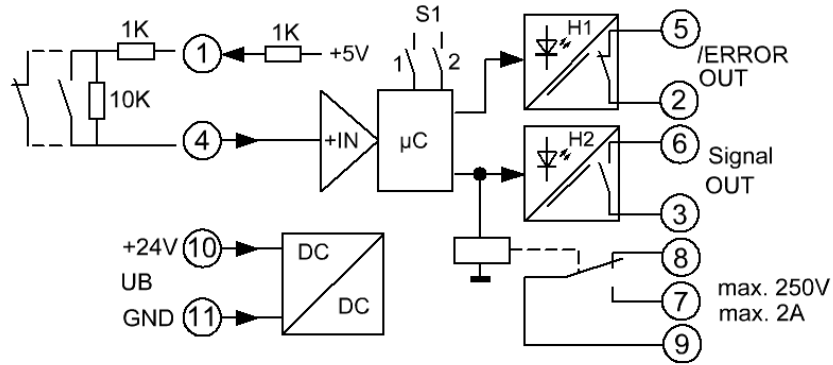 S1
1K
1
1K
+5V
1
2
H1
5
/ERROR
OUT
2
10K
4
+IN
µC
H2
6
Signal
OUT
3
+24V
10
DC
UB
DC
GND
11
8
7
max. 250V
max. 2A
9